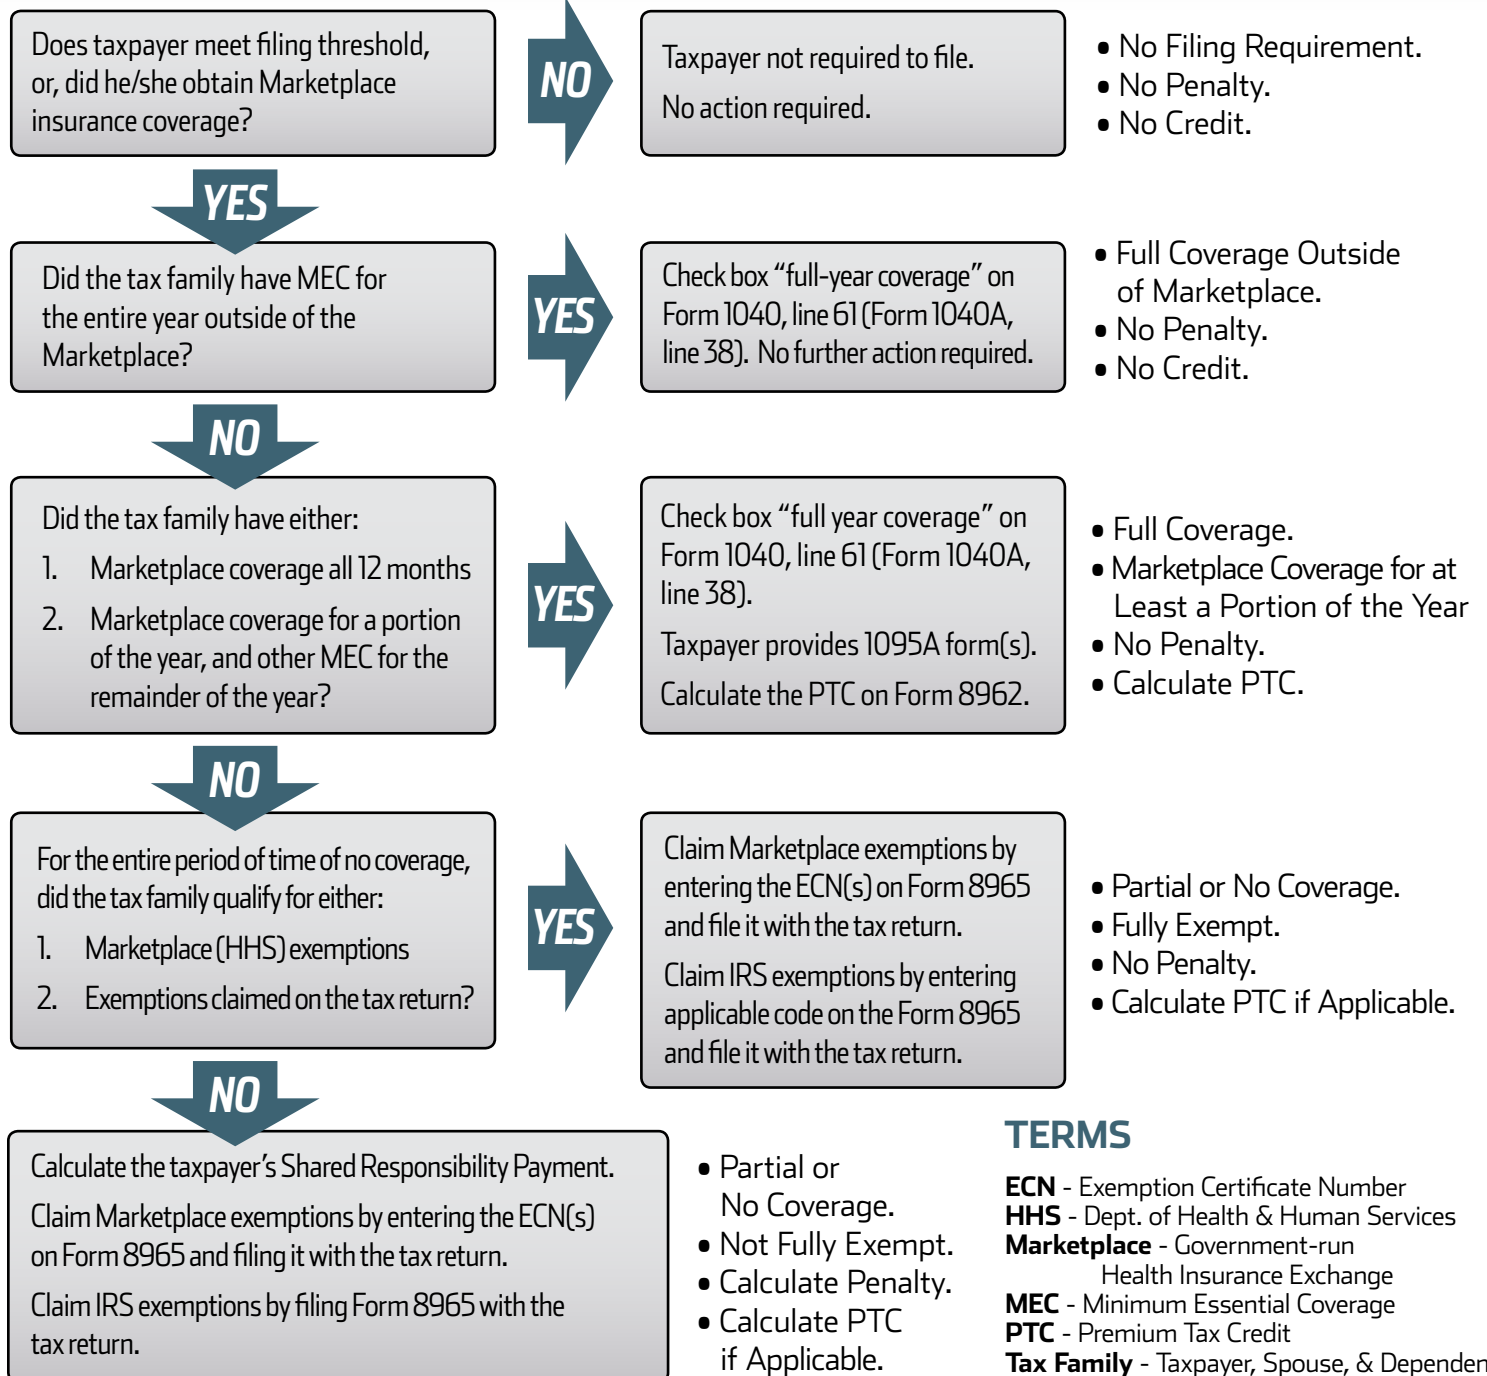 Does taxpayer meet filing threshold,
or, did he/she obtain Marketplace
insurance coverage?
NO
Taxpayer not required to file.
No action required.
• No Filing Requirement.
• No Penalty.
• No Credit.
YES
Did the tax family have MEC for
the entire year outside of the
Marketplace?
YES
Check box “full-year coverage” on
Form 1040, line 61 (Form 1040A,
line 38). No further action required.
• Full Coverage Outside
of Marketplace.
• No Penalty.
• No Credit.
NO
Did the tax family have either:
1. Marketplace coverage all 12 months
2. Marketplace coverage for a portion
of the year, and other MEC for the
remainder of the year?
YES
Check box “full year coverage” on
Form 1040, line 61 (Form 1040A,
line 38).
Taxpayer provides 1095A form(s).
Calculate the PTC on Form 8962.
• Full Coverage.
• Marketplace Coverage for at
Least a Portion of the Year
• No Penalty.
• Calculate PTC.
NO
For the entire period of time of no coverage,
did the tax family qualify for either:
1. Marketplace (HHS) exemptions
2. Exemptions claimed on the tax return?
YES
Claim Marketplace exemptions by
entering the ECN(s) on Form 8965
and file it with the tax return.
Claim IRS exemptions by entering
applicable code on the Form 8965
and file it with the tax return.
• Partial or No Coverage.
• Fully Exempt.
• No Penalty.
• Calculate PTC if Applicable.
NO
Calculate the taxpayer’s Shared Responsibility Payment.
Claim Marketplace exemptions by entering the ECN(s)
on Form 8965 and filing it with the tax return.
Claim IRS exemptions by filing Form 8965 with the
tax return.
• Partial or
No Coverage.
• Not Fully Exempt.
• Calculate Penalty.
• Calculate PTC
if Applicable.
TERMS
ECN - Exemption Certificate Number
HHS - Dept. of Health & Human Services
Marketplace - Government-run
Health Insurance Exchange
MEC - Minimum Essential Coverage
PTC - Premium Tax Credit
Tax Family - Taxpayer, Spouse, & Dependen